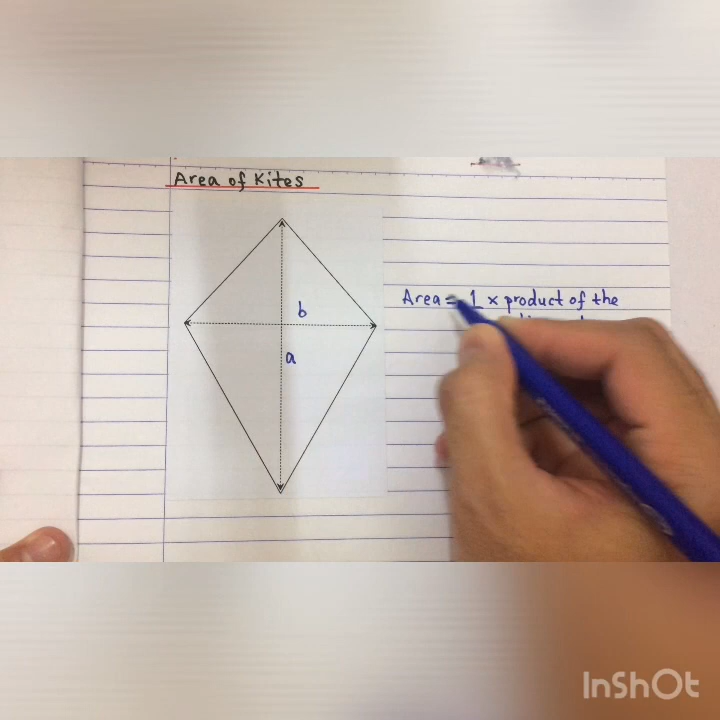 Area of Kites
b
a
Area = 1 × product of the
InShOt